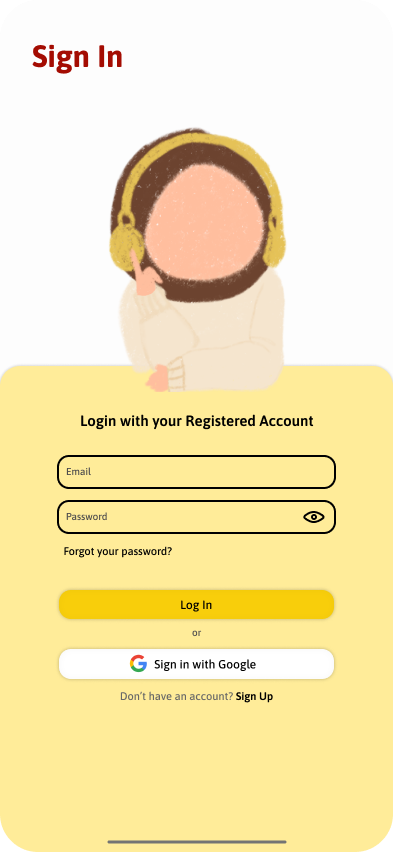 Sign In
Login with your Registered Account
Email
Password
Forgot your password?
Log In
or
Sign in with Google
Don't have an account? Sign Up